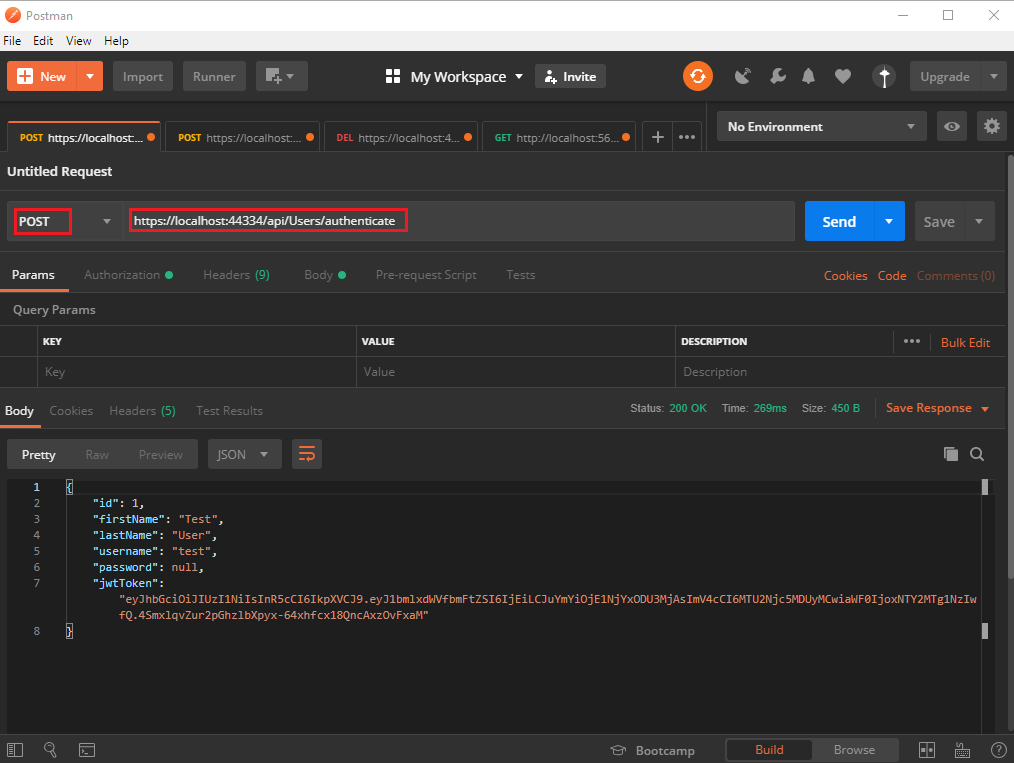 Postman
File Edit View Help
New Import Runner My Workspace Invite Upgrade
POST https://localhost:... POST https://localhost:... DEL https://localhost:4... GET http://localhost:56... + ••• No Environment
Untitled Request
POST https://localhost:44334/api/Users/authenticate Send Save
Params Authorization Headers (9) Body Pre-request Script Tests Cookies Code Comments (0)
Query Params
KEY VALUE DESCRIPTION ••• Bulk Edit
Key Value Description
Body Cookies Headers (5) Test Results Status: 200 OK Time: 269ms Size: 450 B Save Response
Pretty Raw Preview JSON
1 {
2 "id": 1,
3 "firstName": "Test",
4 "lastName": "User",
5 "username": "test",
6 "password": null,
7 "jwtToken":
"eyJhbGciOiJIUzI1NiIsInR5cCI6IkpXVCJ9.eyJ1bmlxdWVfbmFtZSI6IjEiLCJuYmYiOjE1NjYxODU3MjAsImV4cCI6MTU2Njc5MDUyMCwiaWF0IjoxNTY2MTg1NzIw
fQ.4SmxlqvZur2pGhzlbXpyx-64xhfcx18QncAxzOvFxaM"
8 }
Bootcamp Build Browse